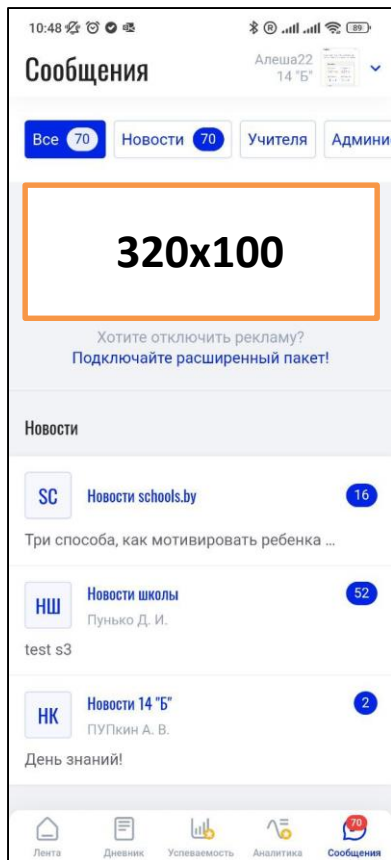 10:48
89
Сообщения
Алеша22
14 "Б"
Все 70
Новости 70
Учителя
Админи
320x100
Хотите отключить рекламу?
Подключайте расширенный пакет!
Новости
SC
Новости schools.by
16
Три способа, как мотивировать ребенка ...
НШ
Новости школы
52
Пунько Д. И.
test s3
НК
Новости 14 "Б"
2
ПУПкин А. В.
День знаний!
70
Лента
Дневник
Успеваемость
Аналитика
Сообщения